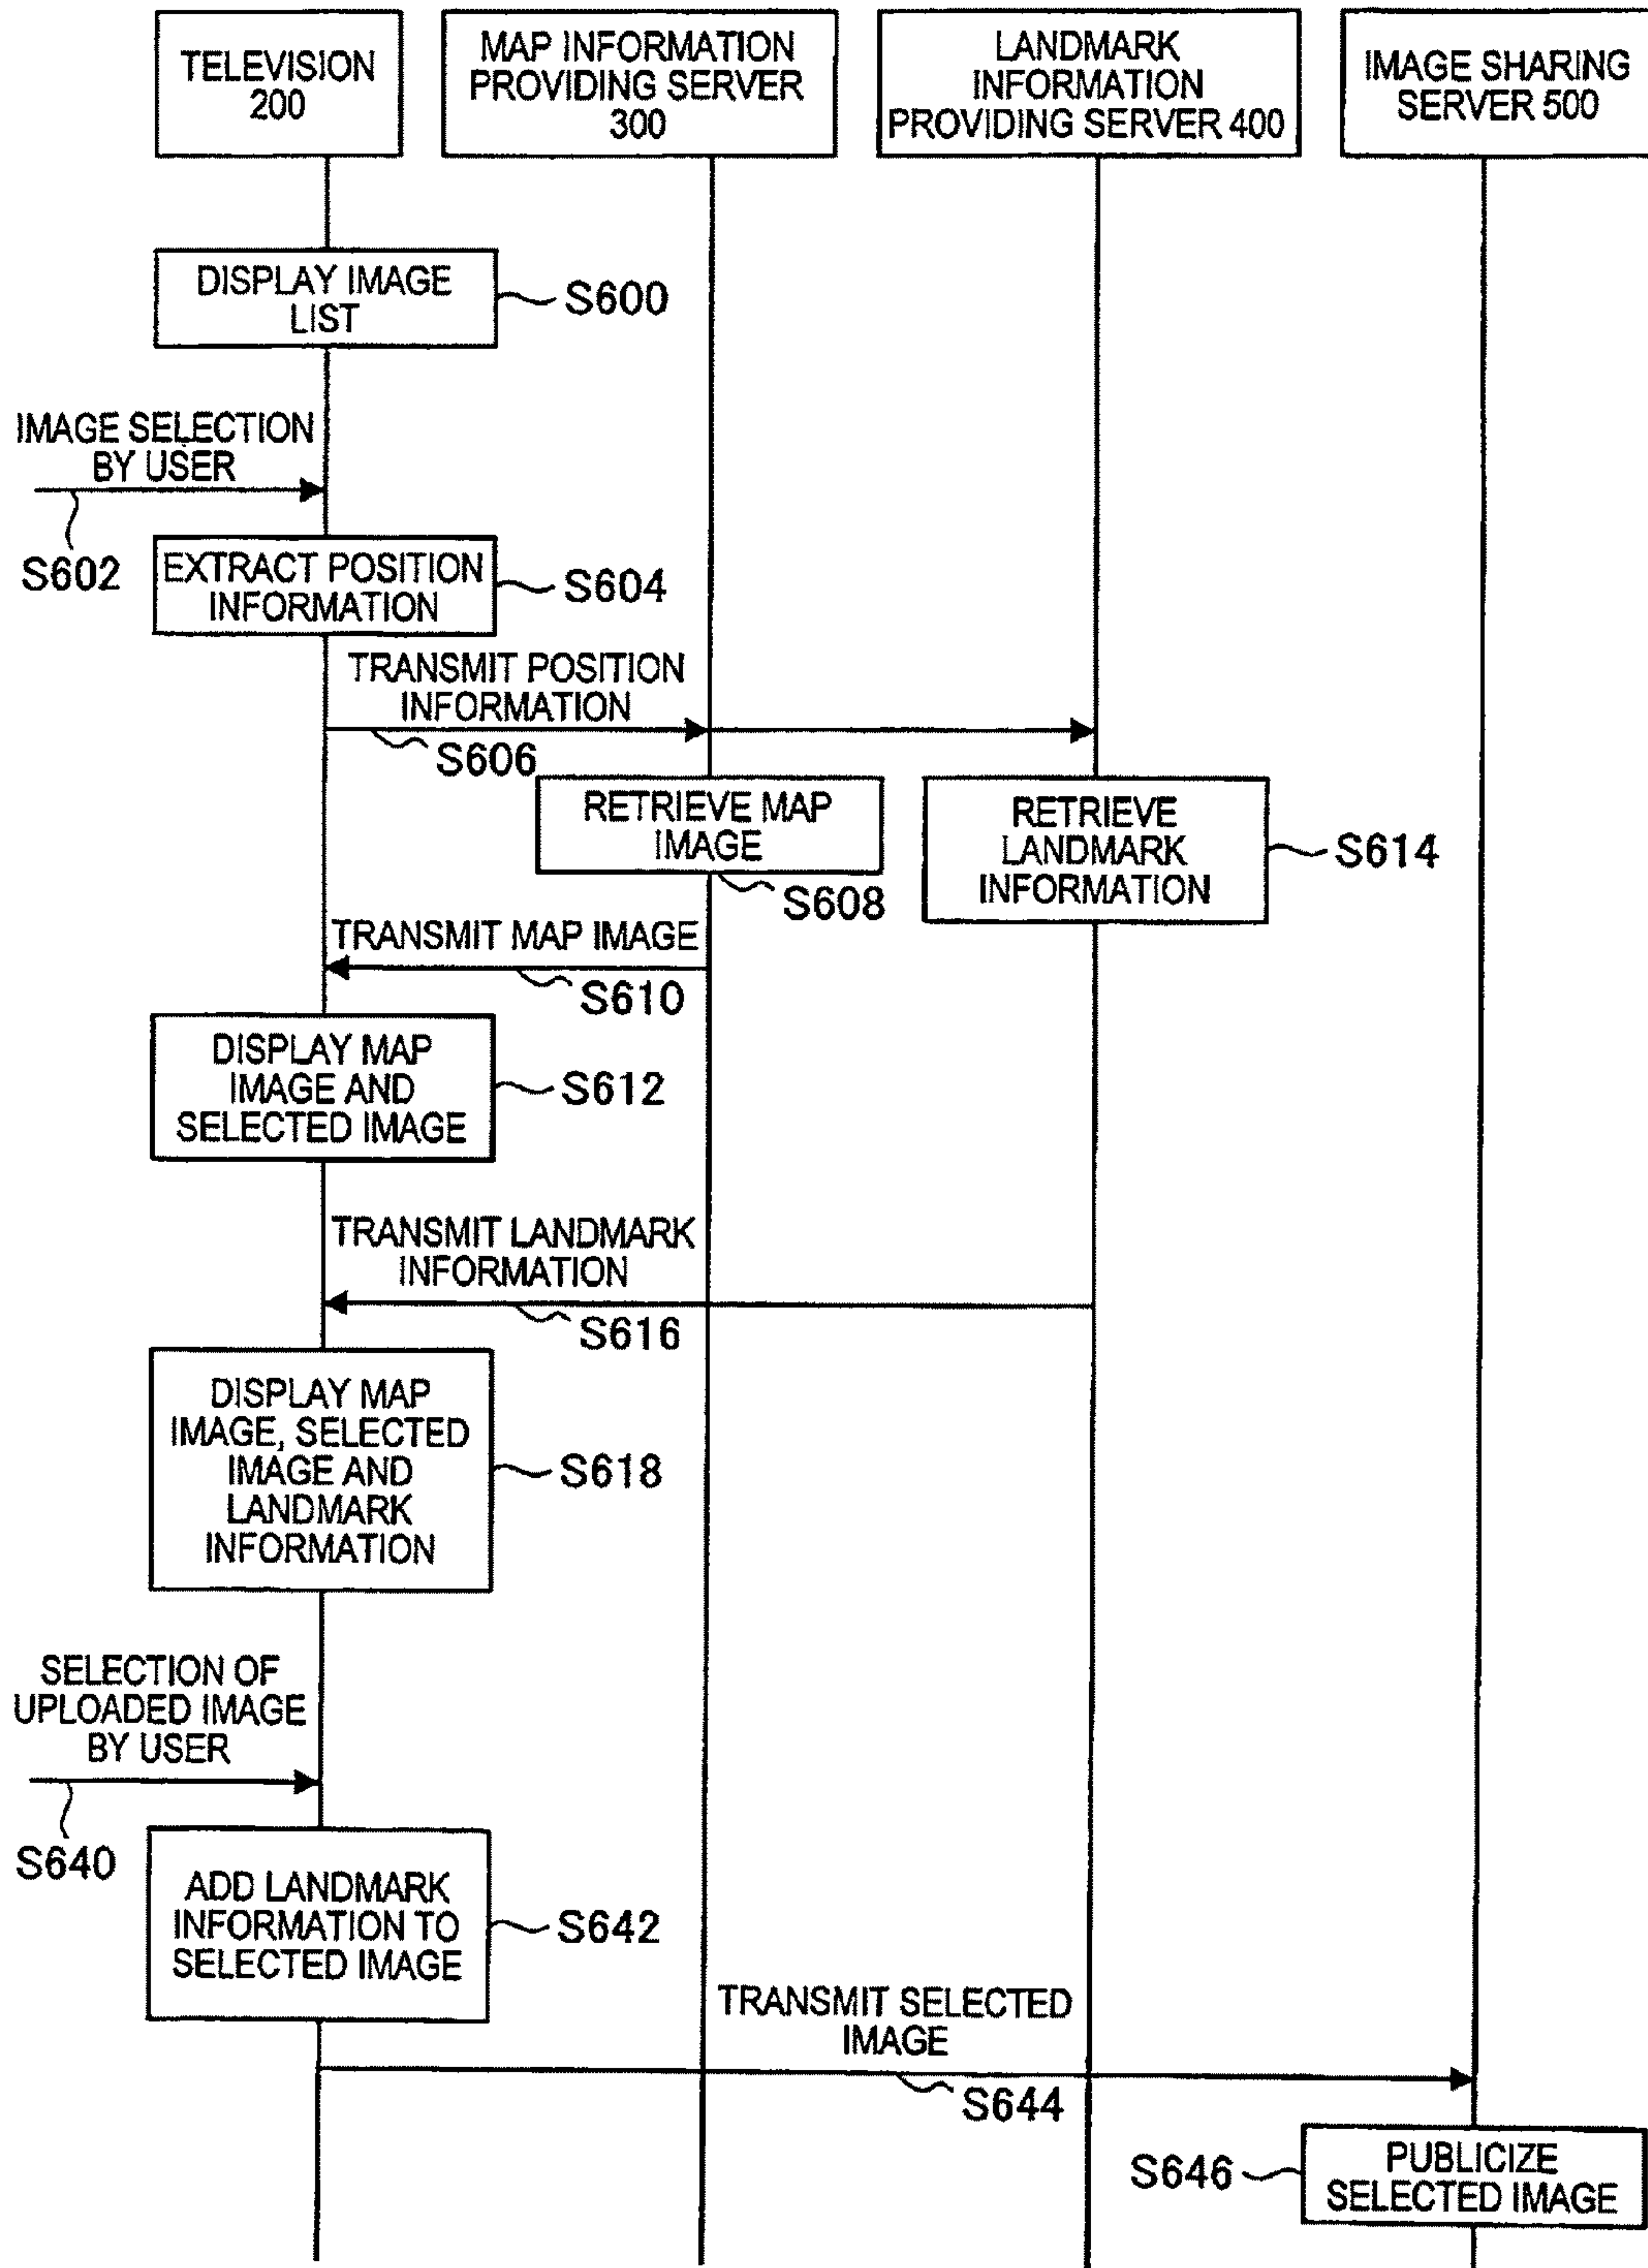 TELEVISION
200
MAP INFORMATION
PROVIDING SERVER
300
LANDMARK
INFORMATION
PROVIDING SERVER 400
IMAGE SHARING
SERVER 500
DISPLAY IMAGE
LIST
S600
IMAGE SELECTION
BY USER
S602
EXTRACT POSITION
INFORMATION
S604
TRANSMIT POSITION
INFORMATION
S606
RETRIEVE MAP
IMAGE
S608
RETRIEVE
LANDMARK
INFORMATION
S614
TRANSMIT MAP IMAGE
S610
DISPLAY MAP
IMAGE AND
SELECTED IMAGE
S612
TRANSMIT LANDMARK
INFORMATION
S616
DISPLAY MAP
IMAGE, SELECTED
IMAGE AND
LANDMARK
INFORMATION
S618
SELECTION OF
UPLOADED IMAGE
BY USER
S640
ADD LANDMARK
INFORMATION TO
SELECTED IMAGE
S642
TRANSMIT SELECTED
IMAGE
S644
S646
PUBLICIZE
SELECTED IMAGE